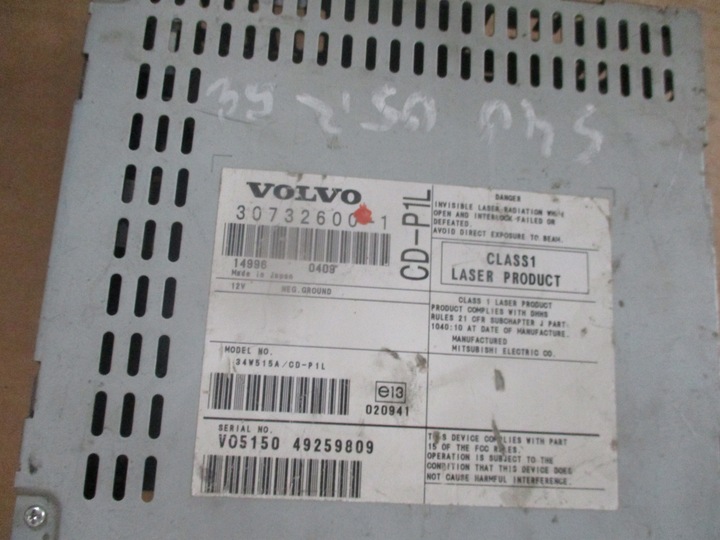 S40 05,2 SE
VOLVO
30732600-1
14996 0409
Made in Japan
12V NEG.GROUND
CD-P1L
MODEL NO.
34W515A/CD-P1L
e13
020941
SERIAL NO.
VO5150 49259809
DANGER
INVISIBLE LASER RADIATION WHEN
OPEN AND INTERLOCK FAILED OR
DEFEATED.
AVOID DIRECT EXPOSURE TO BEAM.
CLASS1
LASER PRODUCT
CLASS 1 LASER PRODUCT
PRODUCT COMPLIES WITH DHHS
RULES 21 CFR SUBCHAPTER J PART
1040:10 AT DATE OF MANUFACTURE.
MANUFACTURED
MITSUBISHI ELECTRIC CO.
THIS DEVICE COMPLIES WITH PART
15 OF THE FCC RULES.
OPERATION IS SUBJECT TO THE
CONDITION THAT THIS DEVICE DOES
NOT CAUSE HARMFUL INTERFERENCE.